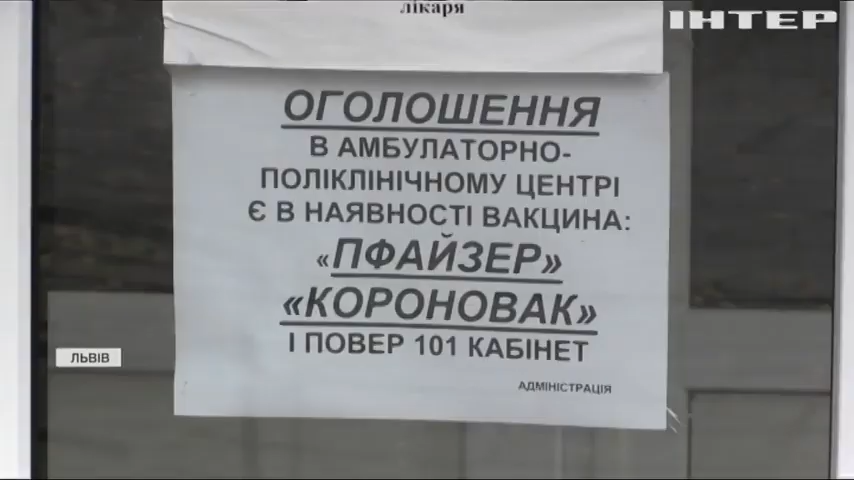 лікаря
ІНТЕР
ОГОЛОШЕННЯ
В АМБУЛАТОРНО-
ПОЛІКЛІНІЧНОМУ ЦЕНТРІ
Є В НАЯВНОСТІ ВАКЦИНА:
«ПФАЙЗЕР»
«КОРОНОВАК»
І ПОВЕР 101 КАБІНЕТ
ЛЬВІВ
АДМІНІСТРАЦІЯ